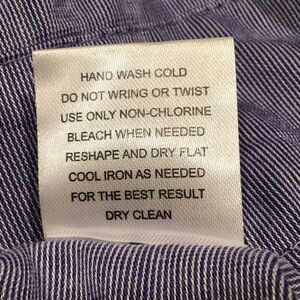 HAND WASH COLD
DO NOT WRING OR TWIST
USE ONLY NON-CHLORINE
BLEACH WHEN NEEDED
RESHAPE AND DRY FLAT
COOL IRON AS NEEDED
FOR THE BEST RESULT
DRY CLEAN